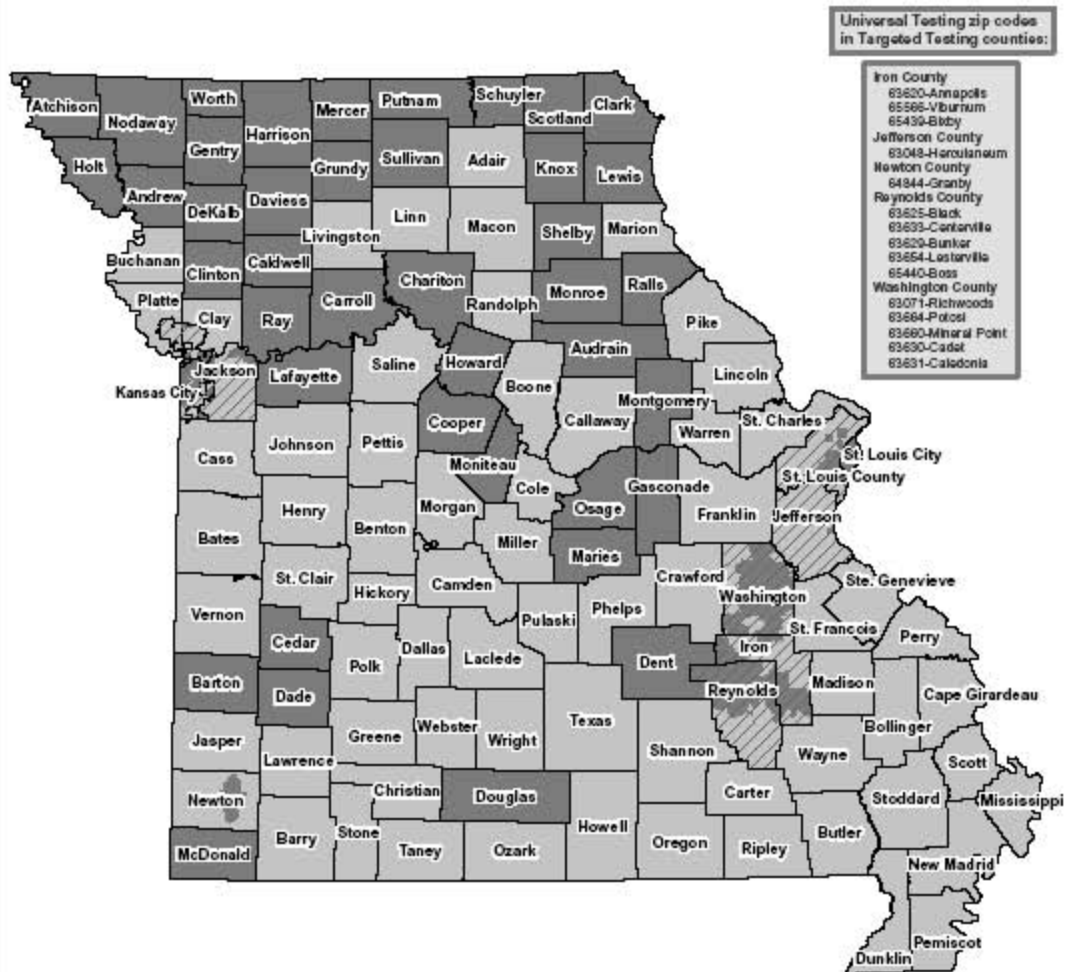 Universal Testing zip codes
in Targeted Testing counties:
Iron County
63620-Annapolis
65566-Viburnum
65439-Bixby
Jefferson County
63048-Herculaneum
Newton County
64844-Granby
Reynolds County
63625-Black
63633-Centerville
63629-Bunker
63654-Lesterville
65440-Boss
Washington County
63071-Richwoods
63664-Potosi
63660-Mineral Point
63630-Cadet
63631-Caledonia
Atchison
Nodaway
Worth
Harrison
Mercer
Putnam
Schuyler
Scotland
Clark
Holt
Gentry
Grundy
Sullivan
Adair
Knox
Lewis
Andrew
DeKalb
Daviess
Livingston
Linn
Macon
Shelby
Marion
Buchanan
Clinton
Caldwell
Carroll
Chariton
Randolph
Monroe
Ralls
Platte
Clay
Ray
Pike
Kansas City
Jackson
Lafayette
Saline
Howard
Boone
Audrain
Callaway
Montgomery
Lincoln
Warren
St. Charles
St. Louis City
St. Louis County
Cass
Johnson
Pettis
Cooper
Moniteau
Cole
Osage
Gasconade
Franklin
Jefferson
Bates
Henry
Benton
Morgan
Miller
Maries
Crawford
Washington
Ste. Genevieve
St. Francois
Perry
Vernon
St. Clair
Hickory
Camden
Pulaski
Phelps
Iron
Cedar
Polk
Dallas
Laclede
Dent
Reynolds
Madison
Cape Girardeau
Bollinger
Barton
Dade
Greene
Webster
Wright
Texas
Shannon
Wayne
Scott
Jasper
Lawrence
Christian
Douglas
Howell
Carter
Stoddard
Mississippi
Newton
McDonald
Barry
Stone
Taney
Ozark
Oregon
Ripley
Butler
New Madrid
Pemiscot
Dunklin